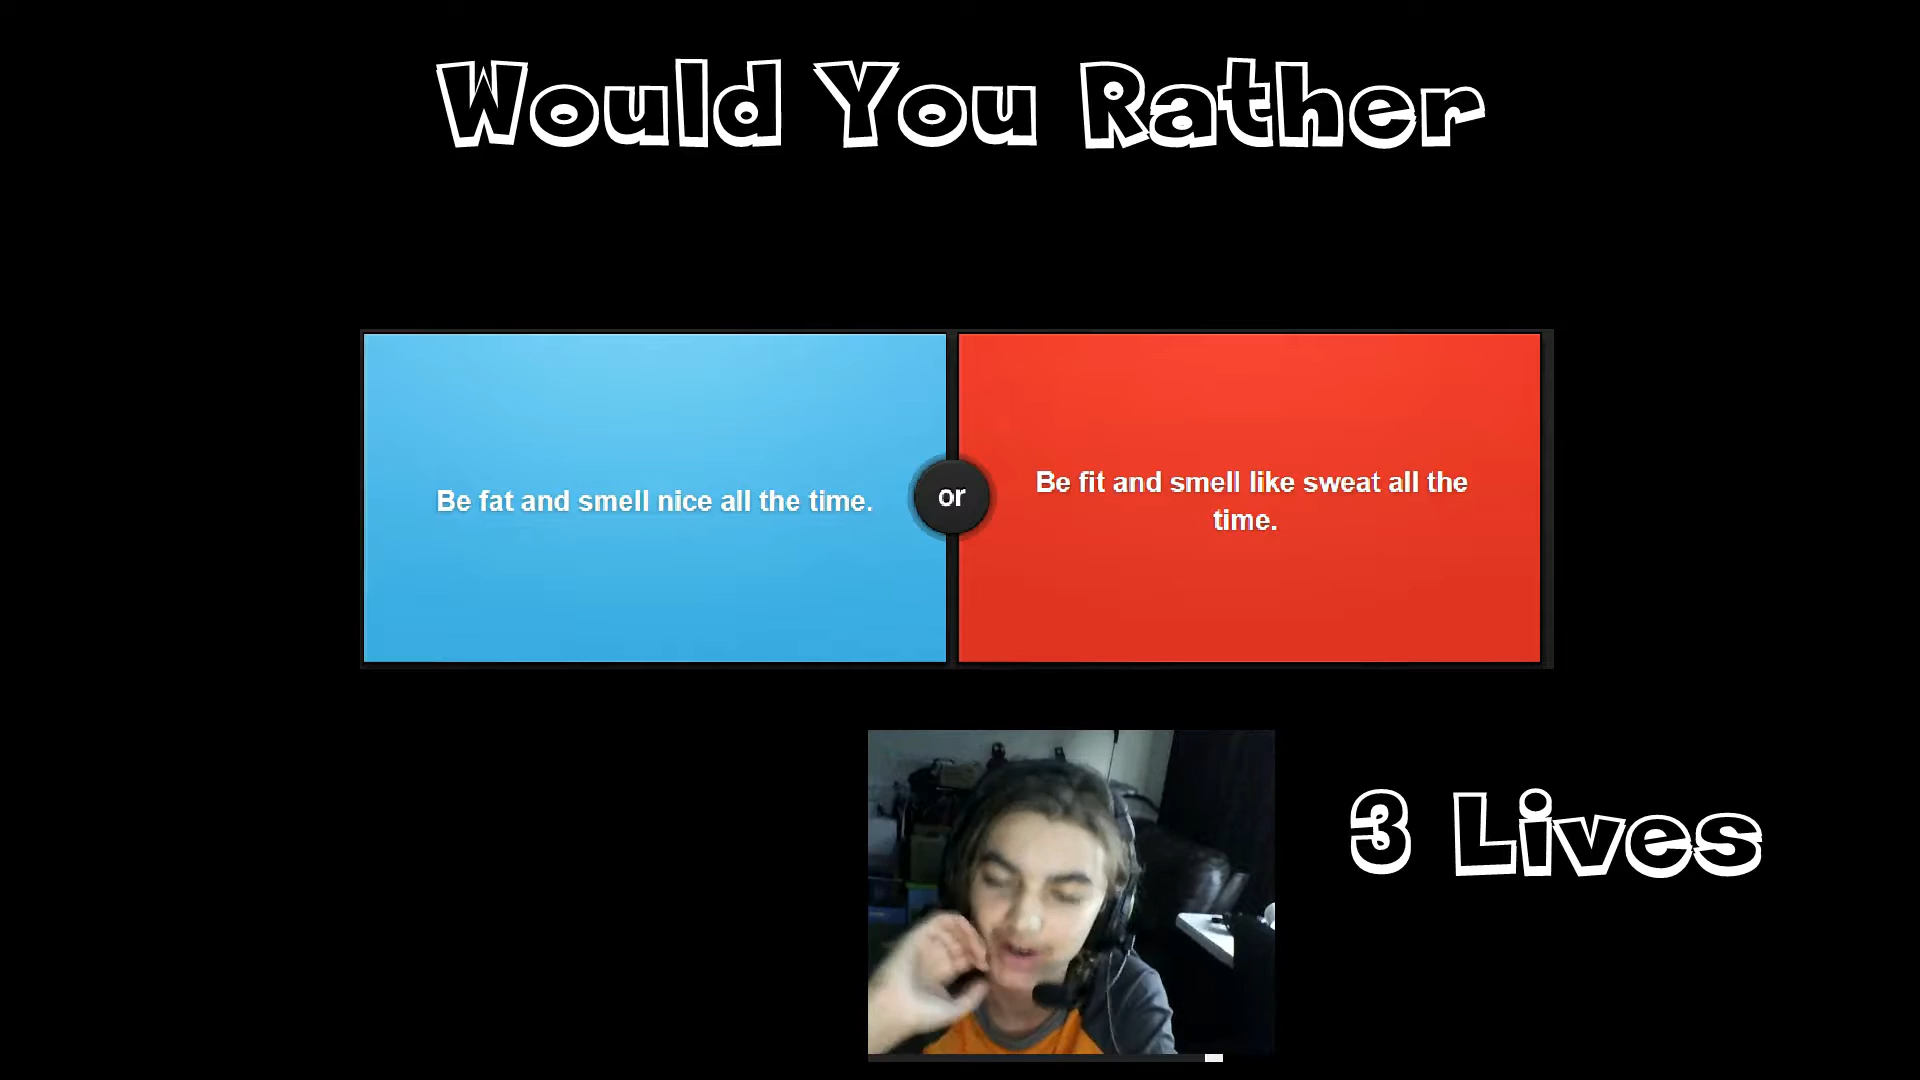 Would You Rather
Be fat and smell nice all the time.
or
Be fit and smell like sweat all the
time.
3 Lives